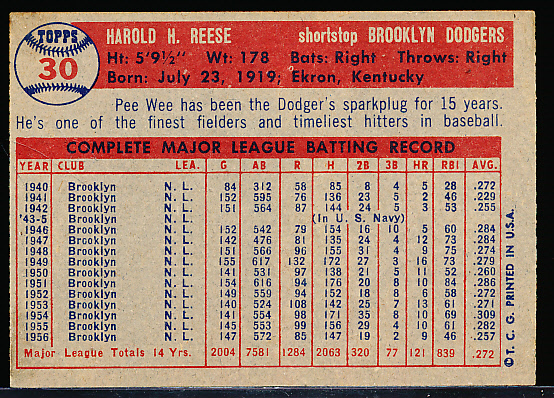 TOPPS
30
HAROLD H. REESE shortstop BROOKLYN DODGERS
Ht: 5'9½" Wt: 178 Bats: Right Throws: Right
Born: July 23, 1919; Ekron, Kentucky
Pee Wee has been the Dodger's sparkplug for 15 years.
He's one of the finest fielders and timeliest hitters in baseball.
COMPLETE MAJOR LEAGUE BATTING RECORD
YEAR CLUB LEA. G AB R H 2B 3B HR RBI AVG.
1940 Brooklyn N. L. 84 312 58 85 8 4 5 28 .272
1941 Brooklyn N. L. 152 595 76 136 23 5 2 46 .229
1942 Brooklyn N. L. 151 564 87 144 24 5 3 53 .255
'43-5 Brooklyn N. L. (In U. S. Navy)
1946 Brooklyn N. L. 152 542 79 154 16 10 5 60 .284
1947 Brooklyn N. L. 142 476 81 135 24 4 12 73 .284
1948 Brooklyn N. L. 151 566 96 155 31 4 9 75 .274
1949 Brooklyn N. L. 155 617 132 172 27 3 16 73 .279
1950 Brooklyn N. L. 141 531 97 138 21 5 11 52 .260
1951 Brooklyn N. L. 154 616 94 176 20 8 10 84 .286
1952 Brooklyn N. L. 149 559 94 152 18 8 6 58 .272
1953 Brooklyn N. L. 140 524 108 142 25 7 13 61 .271
1954 Brooklyn N. L. 141 554 98 171 35 8 10 69 .309
1955 Brooklyn N. L. 145 553 99 156 29 4 10 61 .282
1956 Brooklyn N. L. 147 572 85 147 19 2 9 46 .257
Major League Totals 14 Yrs. 2004 7581 1284 2063 320 77 121 839 .272
© T. C. G. PRINTED IN U.S.A.